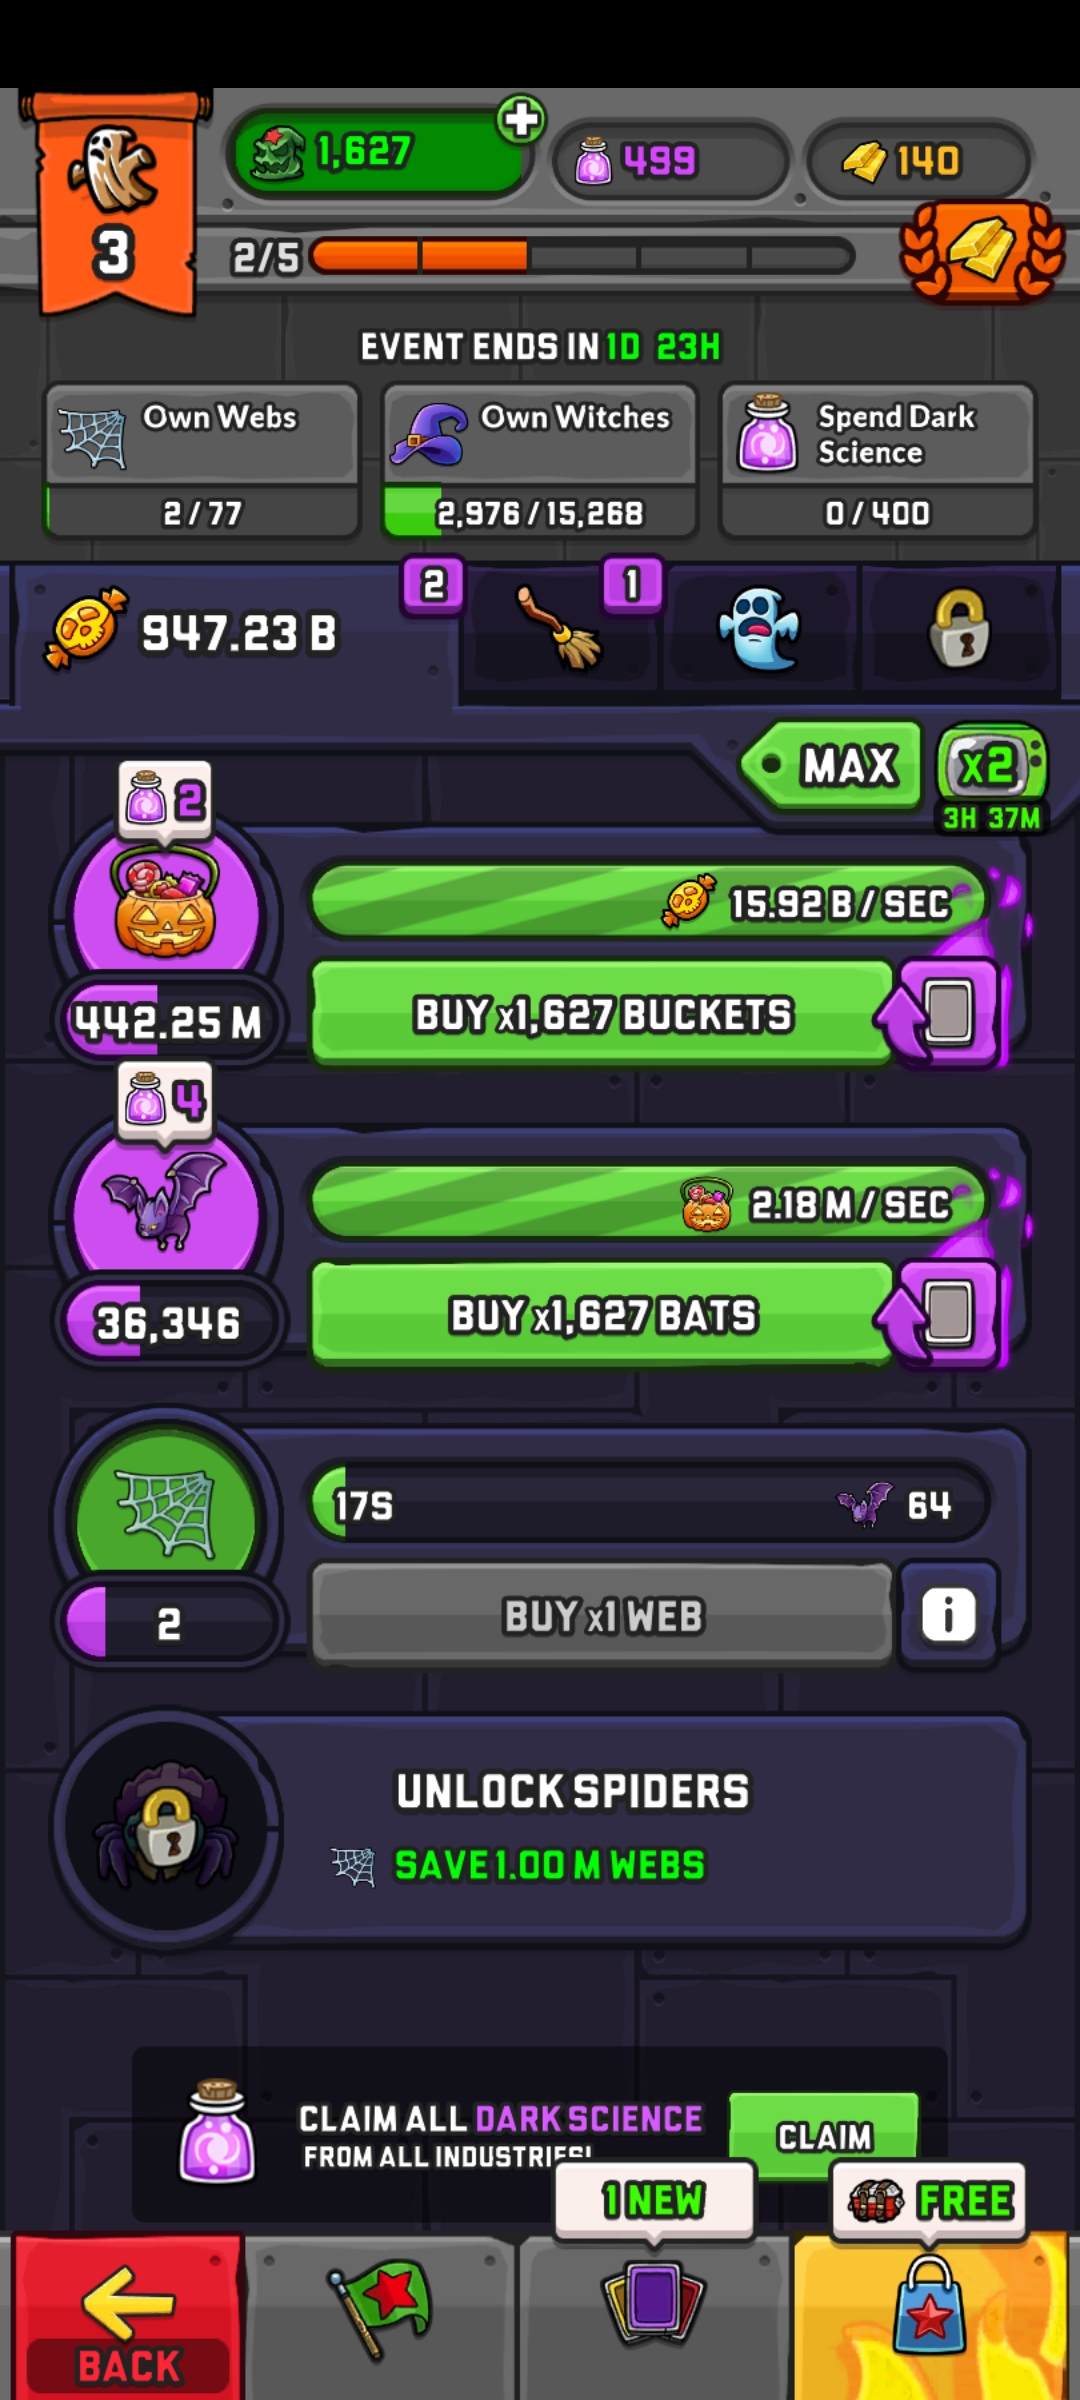 1,627
499
140
3
2/5
EVENT ENDS IN 1D 23H
Own Webs
2/77
Own Witches
2,976/15,268
Spend Dark
Science
0/400
947.23 B
2
1
MAX
x2
3H 37M
2
15.92 B/SEC
442.25 M
BUY x1,627 BUCKETS
4
2.18 M/SEC
36,346
BUY x1,627 BATS
17S
64
2
BUY x1 WEB
i
UNLOCK SPIDERS
SAVE 1.00 M WEBS
CLAIM ALL DARK SCIENCE
FROM ALL INDUSTRIES!
CLAIM
1 NEW
FREE
BACK